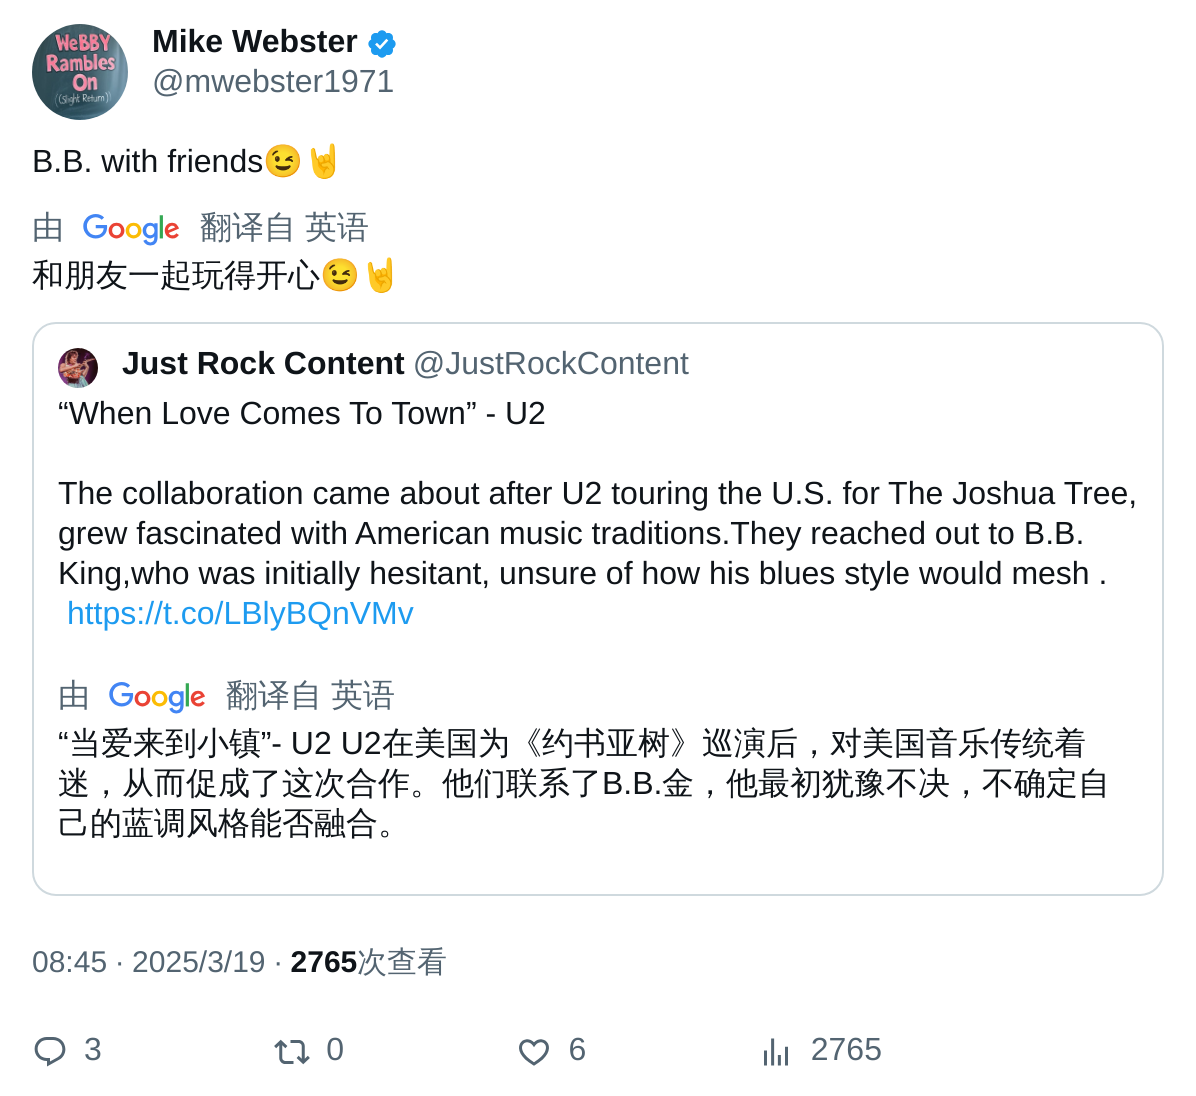 WeBBY
Rambles
On
((Slight Return))
Mike Webster
@mwebster1971
B.B. with friends😉🤘
由 Google 翻译自 英语
和朋友一起玩得开心😉🤘
Just Rock Content @JustRockContent
“When Love Comes To Town” - U2
The collaboration came about after U2 touring the U.S. for The Joshua Tree,
grew fascinated with American music traditions.They reached out to B.B.
King,who was initially hesitant, unsure of how his blues style would mesh .
https://t.co/LBlyBQnVMv
由 Google 翻译自 英语
“当爱来到小镇”- U2 U2在美国为《约书亚树》巡演后，对美国音乐传统着
迷，从而促成了这次合作。他们联系了B.B.金，他最初犹豫不决，不确定自
己的蓝调风格能否融合。
08:45 · 2025/3/19 · 2765次查看
3 0 6 2765